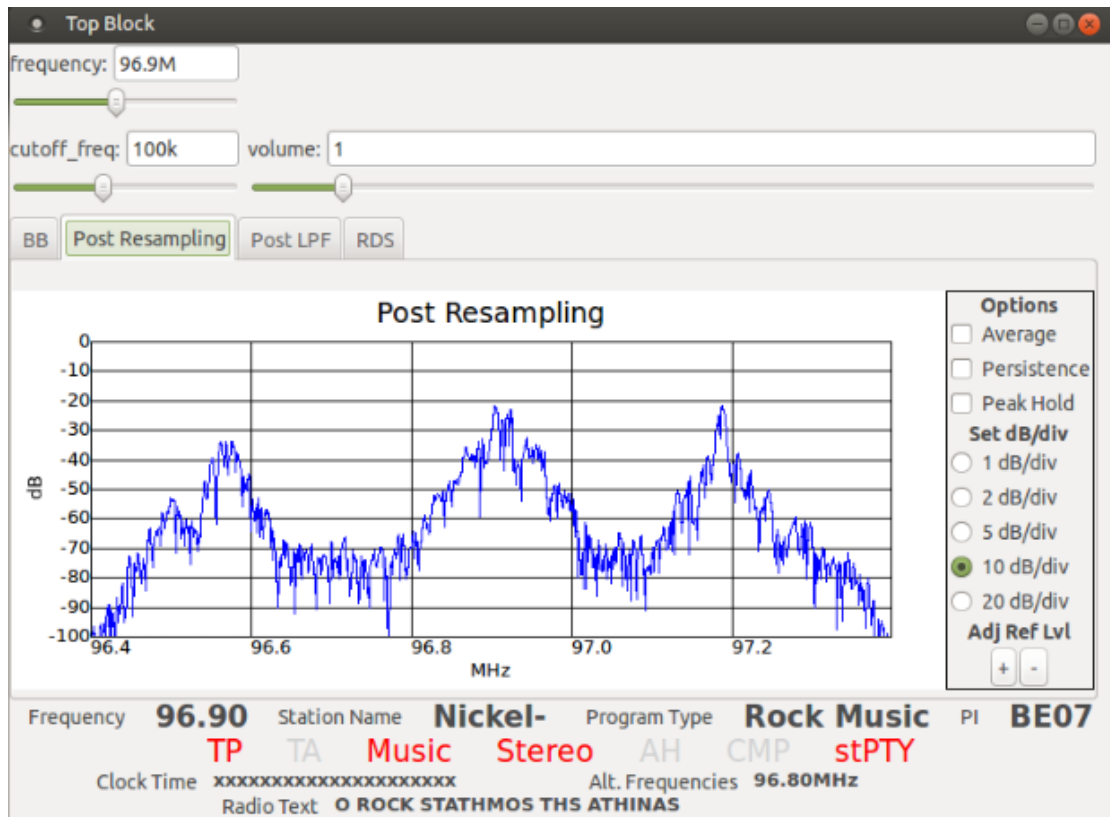 Top Block
frequency: 96.9M
cutoff_freq: 100k volume: 1
BB Post Resampling Post LPF RDS
Post Resampling
0
-10
-20
-30
-40
-50
-60
-70
-80
-90
-100
dB
96.4 96.6 96.8 97.0 97.2
MHz
Options
Average
Persistence
Peak Hold
Set dB/div
1 dB/div
2 dB/div
5 dB/div
10 dB/div
20 dB/div
Adj Ref Lvl
+ -
Frequency 96.90 Station Name Nickel- Program Type Rock Music PI BE07
TP TA Music Stereo AH CMP stPTY
Clock Time xxxxxxxxxxxxxxxxxxxxx Alt. Frequencies 96.80MHz
Radio Text O ROCK STATHMOS THS ATHINAS